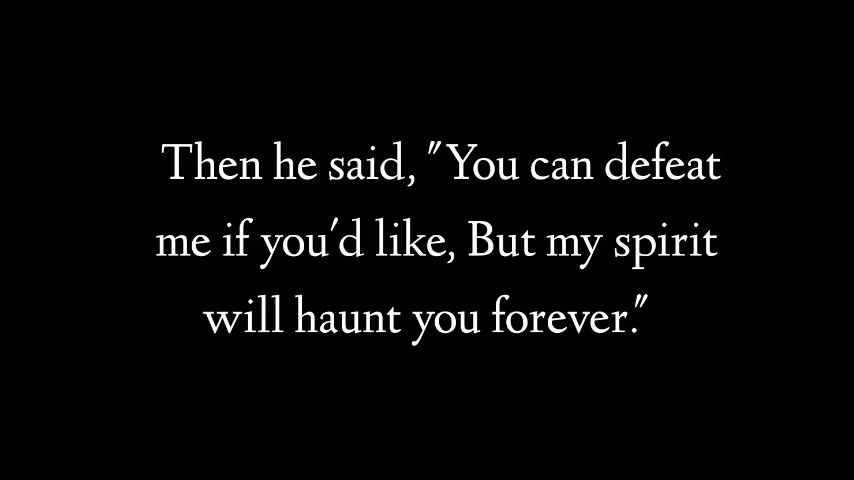 Then he said, "You can defeat
me if you'd like, But my spirit
will haunt you forever."